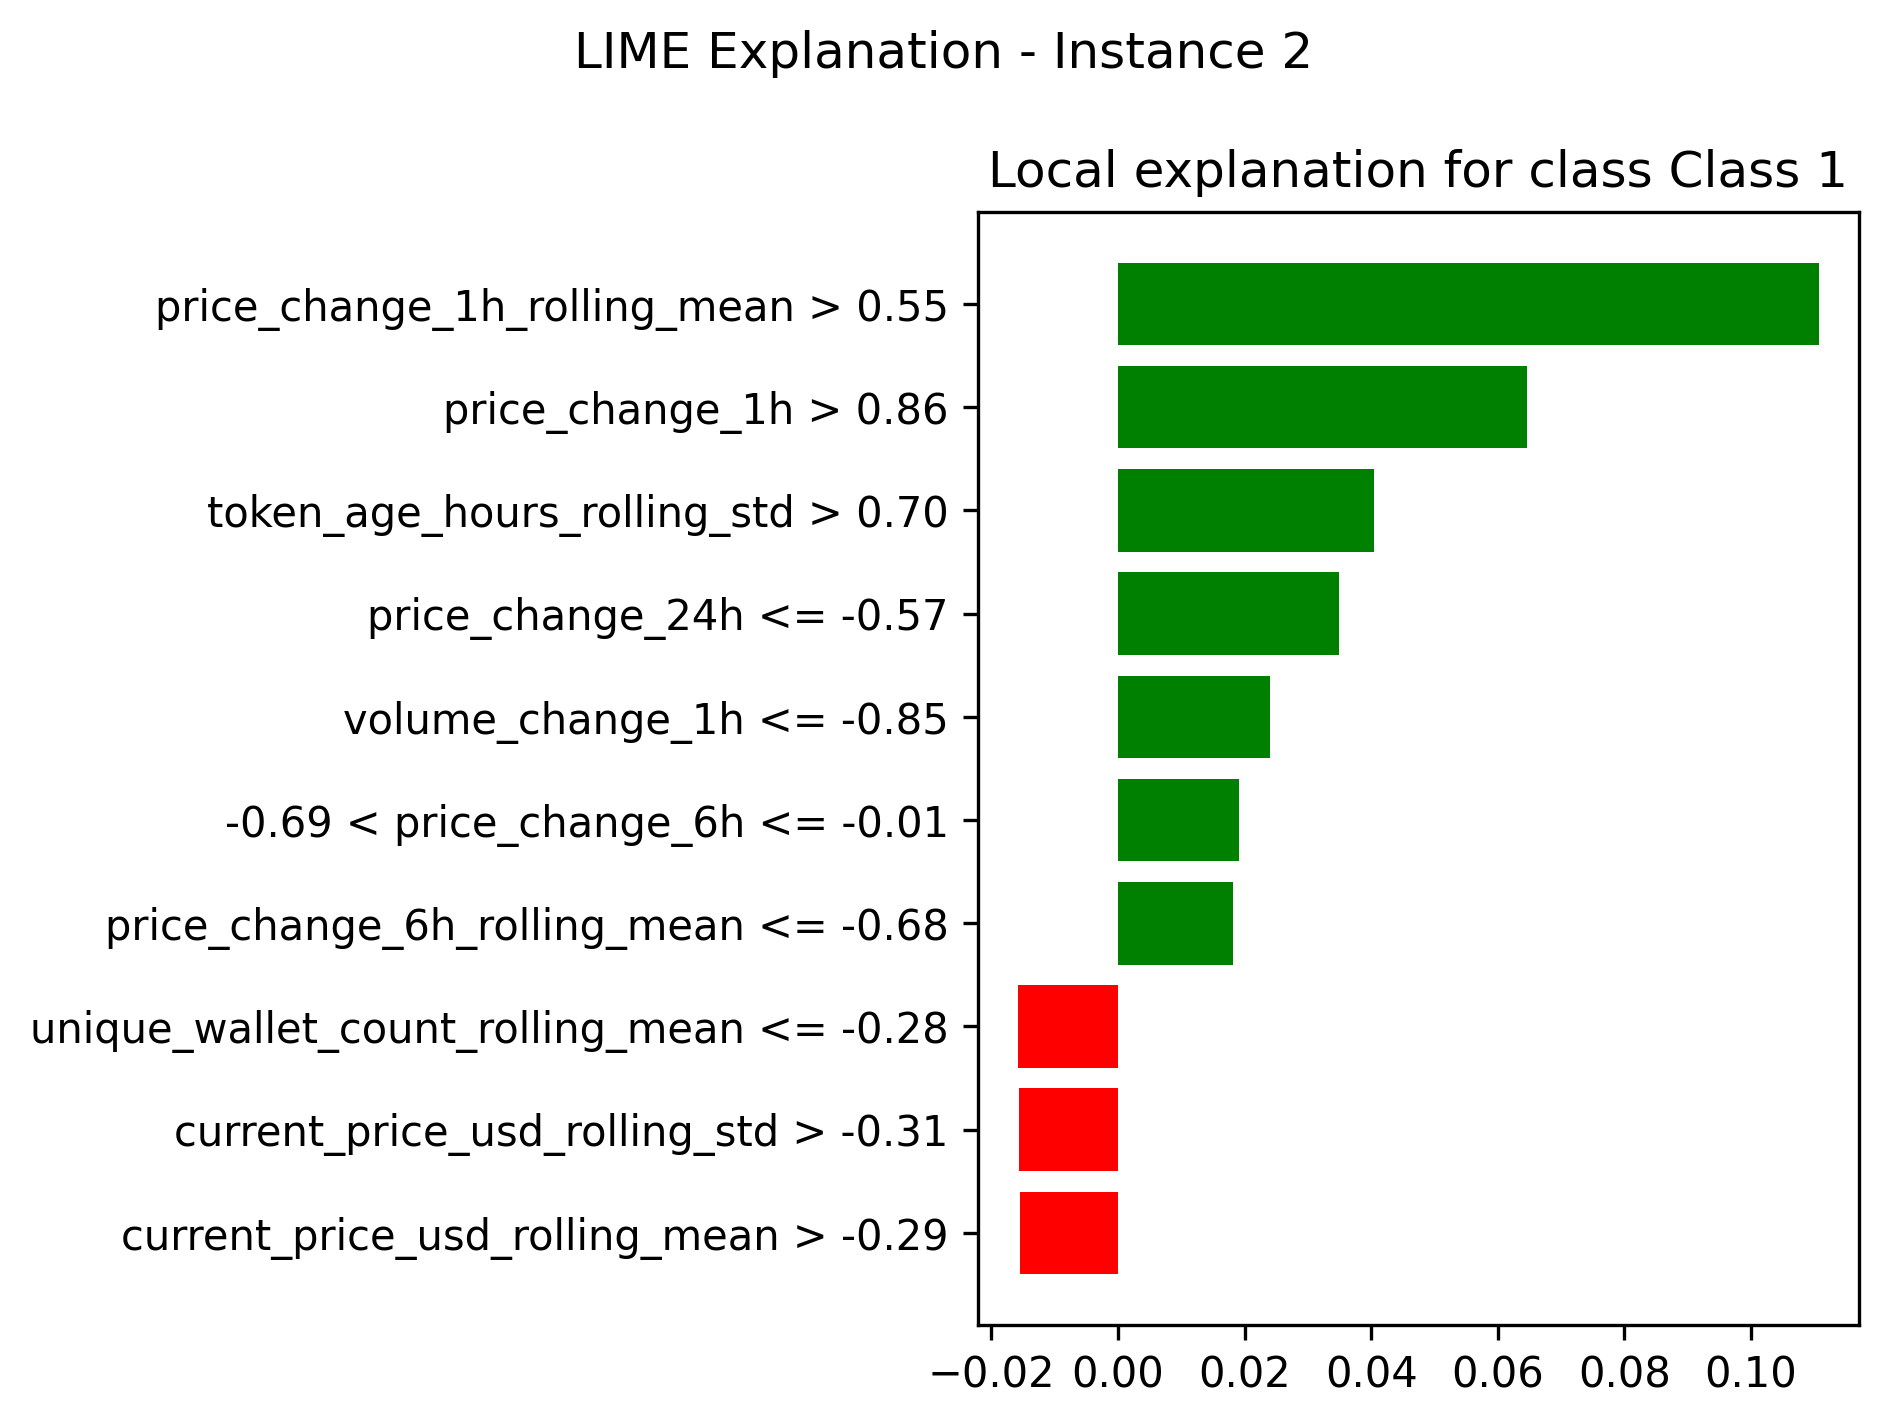 LIME Explanation - Instance 2
Local explanation for class Class 1
price_change_1h_rolling_mean > 0.55
price_change_1h > 0.86
token_age_hours_rolling_std > 0.70
price_change_24h <= -0.57
volume_change_1h <= -0.85
-0.69 < price_change_6h <= -0.01
price_change_6h_rolling_mean <= -0.68
unique_wallet_count_rolling_mean <= -0.28
current_price_usd_rolling_std > -0.31
current_price_usd_rolling_mean > -0.29
−0.02 0.00 0.02 0.04 0.06 0.08 0.10